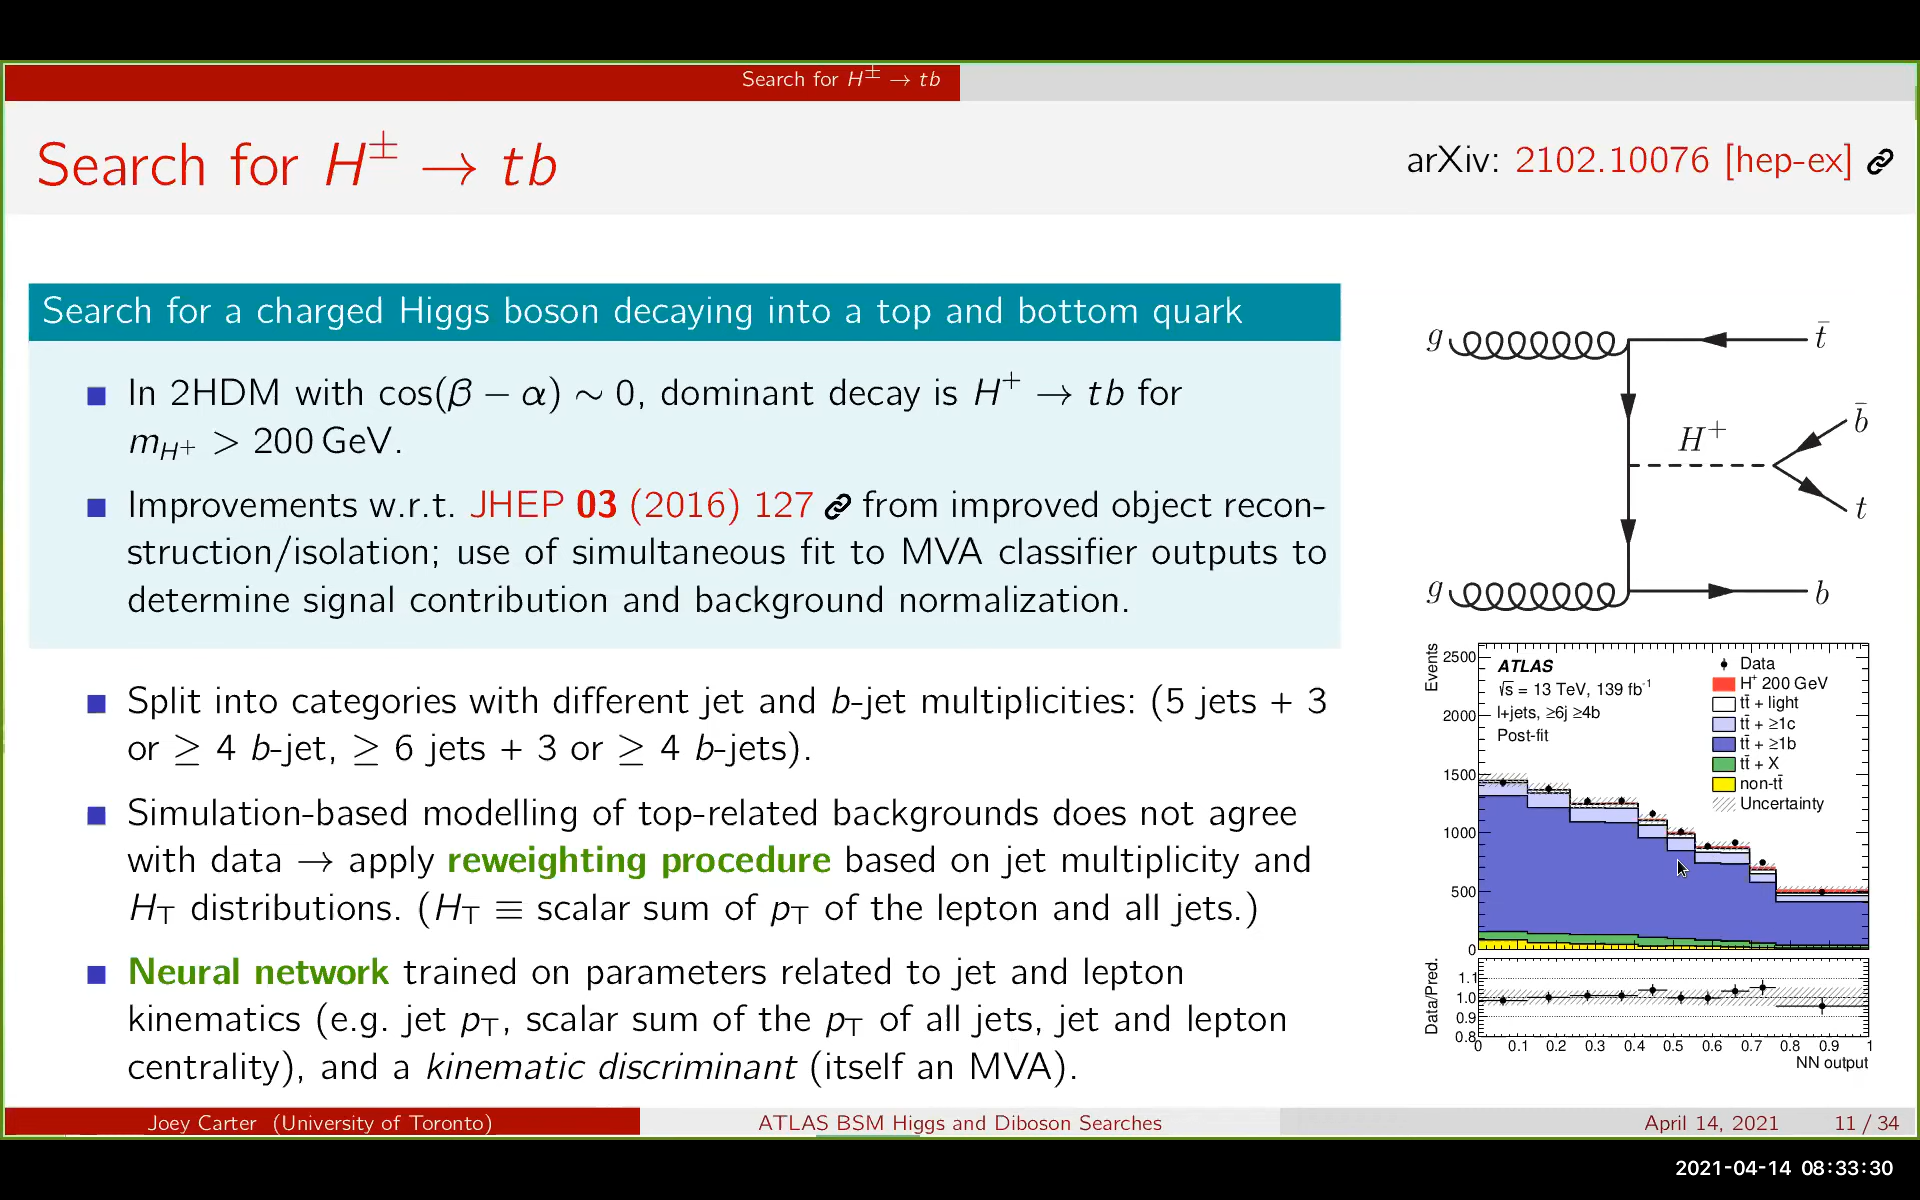 Search for H± → tb
Search for H± → tb
arXiv: 2102.10076 [hep-ex]
Search for a charged Higgs boson decaying into a top and bottom quark
In 2HDM with cos(β − α) ∼ 0, dominant decay is H⁺ → tb for
m_H⁺ > 200 GeV.
Improvements w.r.t. JHEP 03 (2016) 127 from improved object recon-
struction/isolation; use of simultaneous fit to MVA classifier outputs to
determine signal contribution and background normalization.
Split into categories with different jet and b-jet multiplicities: (5 jets + 3
or ≥ 4 b-jet, ≥ 6 jets + 3 or ≥ 4 b-jets).
Simulation-based modelling of top-related backgrounds does not agree
with data → apply reweighting procedure based on jet multiplicity and
H_T distributions. (H_T ≡ scalar sum of p_T of the lepton and all jets.)
Neural network trained on parameters related to jet and lepton
kinematics (e.g. jet p_T, scalar sum of the p_T of all jets, jet and lepton
centrality), and a kinematic discriminant (itself an MVA).
g
t̄
b̄
H⁺
t
g
b
Events
2500
2000
1500
1000
500
0
ATLAS
√s = 13 TeV, 139 fb⁻¹
l+jets, ≥6j ≥4b
Post-fit
Data
H⁺ 200 GeV
tt̄ + light
tt̄ + ≥1c
tt̄ + ≥1b
tt̄ + X
non-tt̄
Uncertainty
Data/Pred.
1.1
1.0
0.9
0.8
0 0.1 0.2 0.3 0.4 0.5 0.6 0.7 0.8 0.9 1
NN output
Joey Carter (University of Toronto)
ATLAS BSM Higgs and Diboson Searches
April 14, 2021
11 / 34
2021-04-14 08:33:30